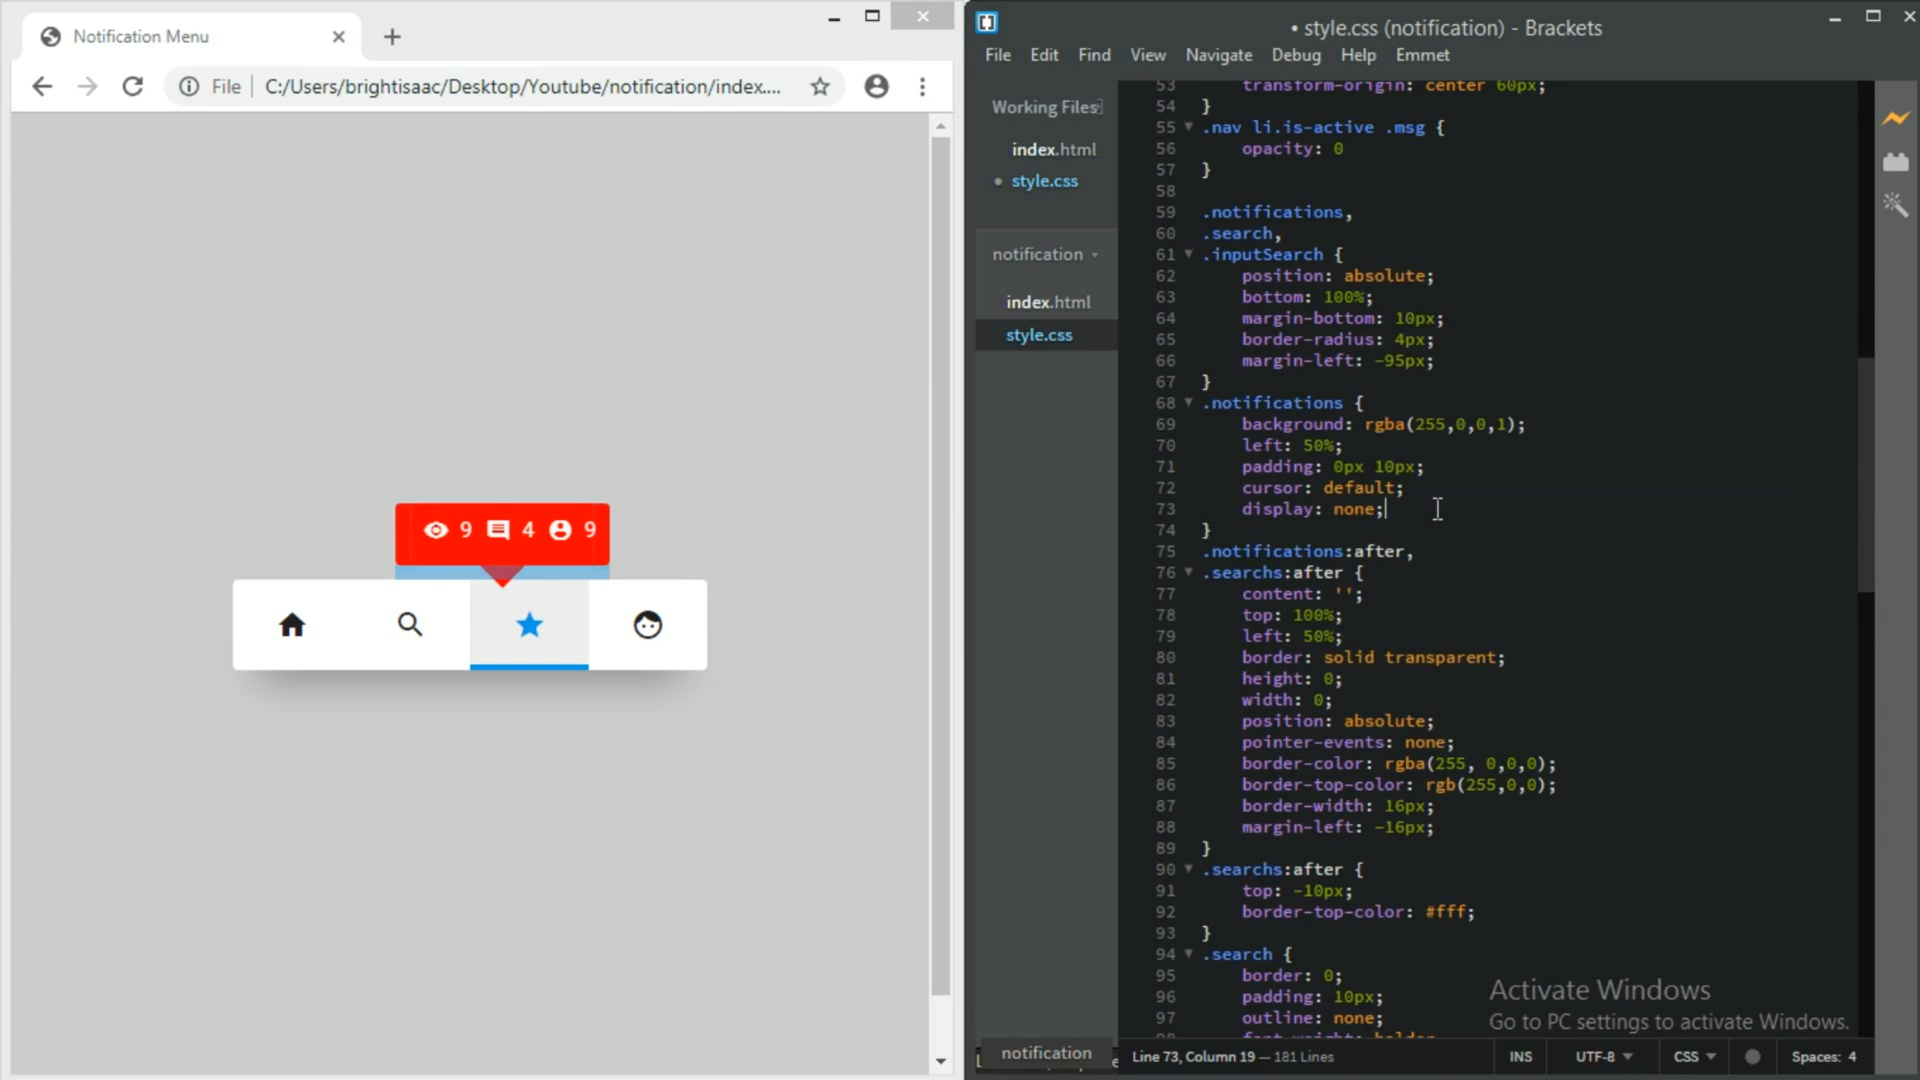 Notification Menu
File
C:/Users/brightisaac/Desktop/Youtube/notification/index....
9 4 9
• style.css (notification) - Brackets
File Edit Find View Navigate Debug Help Emmet
Working Files
index.html
• style.css
notification
index.html
style.css
notification
53 transform-origin: center 60px;
54 }
55 .nav li.is-active .msg {
56 opacity: 0
57 }
58
59 .notifications,
60 .search,
61 .inputSearch {
62 position: absolute;
63 bottom: 100%;
64 margin-bottom: 10px;
65 border-radius: 4px;
66 margin-left: -95px;
67 }
68 .notifications {
69 background: rgba(255,0,0,1);
70 left: 50%;
71 padding: 0px 10px;
72 cursor: default;
73 display: none;
74 }
75 .notifications:after,
76 .searchs:after {
77 content: '';
78 top: 100%;
79 left: 50%;
80 border: solid transparent;
81 height: 0;
82 width: 0;
83 position: absolute;
84 pointer-events: none;
85 border-color: rgba(255, 0,0,0);
86 border-top-color: rgb(255,0,0);
87 border-width: 16px;
88 margin-left: -16px;
89 }
90 .searchs:after {
91 top: -10px;
92 border-top-color: #fff;
93 }
94 .search {
95 border: 0;
96 padding: 10px;
97 outline: none;
Activate Windows
Go to PC settings to activate Windows.
Line 73, Column 19 — 181 Lines
INS UTF-8 CSS Spaces: 4